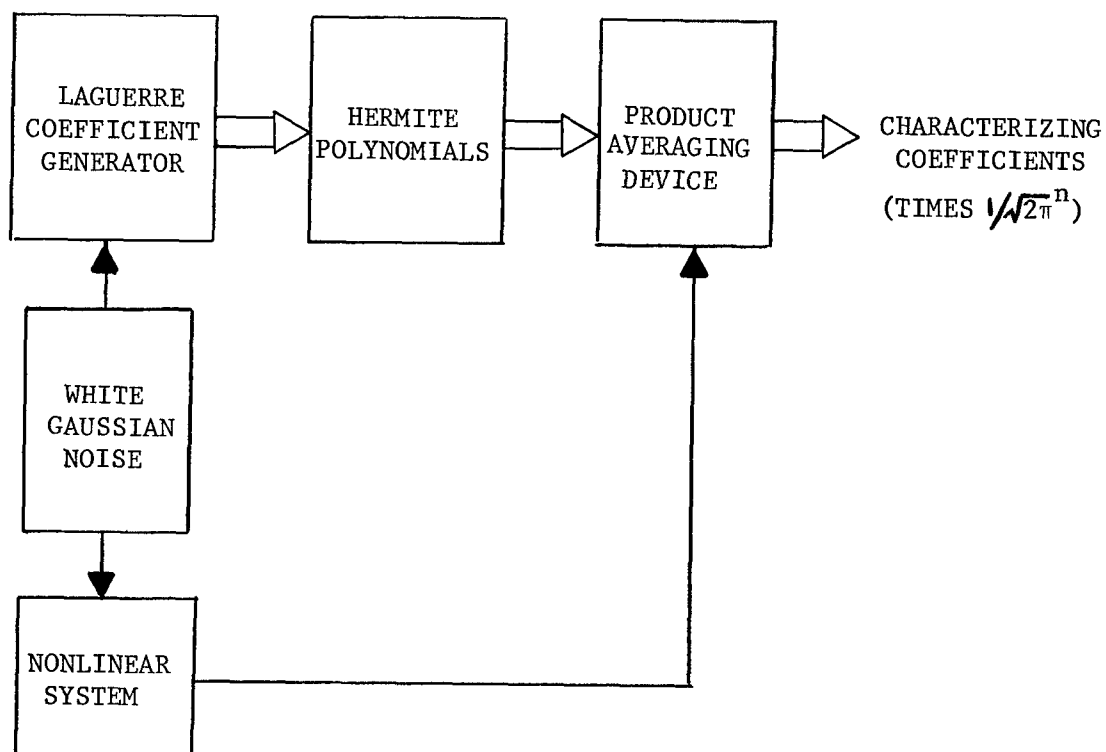 LAGUERRE
COEFFICIENT
GENERATOR
HERMITE
POLYNOMIALS
PRODUCT
AVERAGING
DEVICE
CHARACTERIZING
COEFFICIENTS
(TIMES 1/√2π^n)
WHITE
GAUSSIAN
NOISE
NONLINEAR
SYSTEM